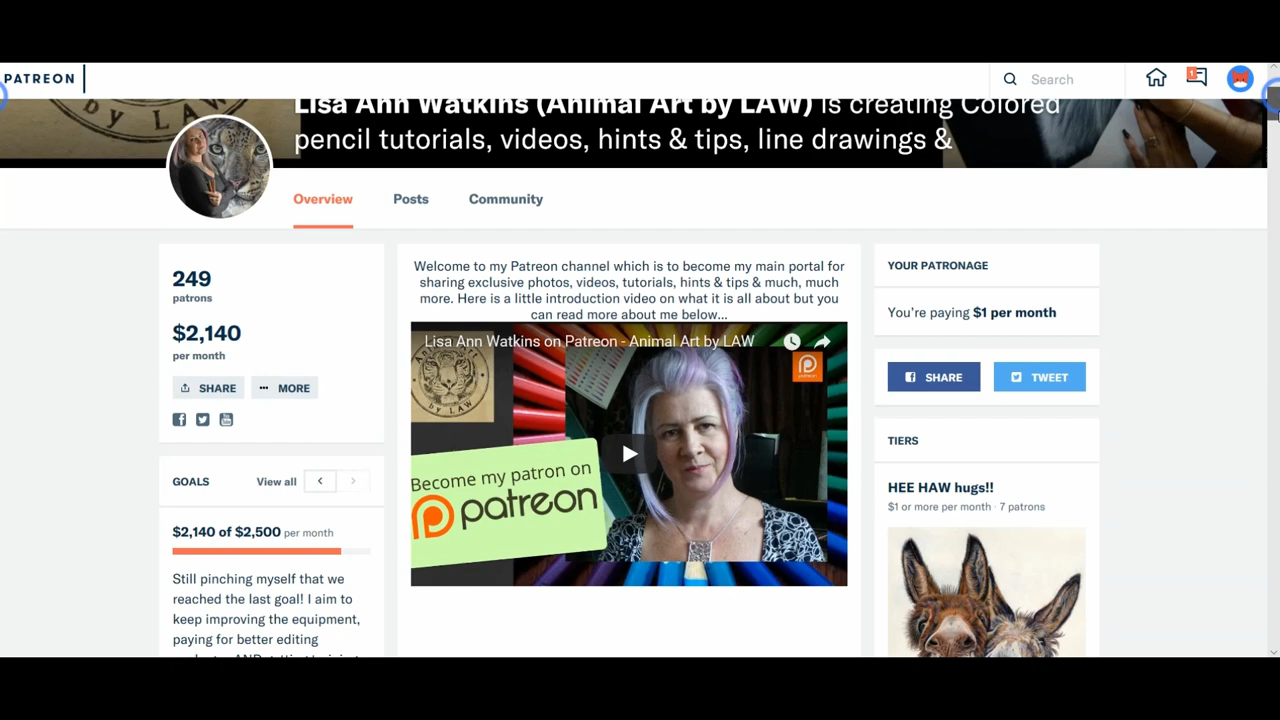 PATREON
Search
1
by LAW
Lisa Ann Watkins (Animal Art by LAW) is creating Colored
pencil tutorials, videos, hints & tips, line drawings &
Overview
Posts
Community
249
patrons
$2,140
per month
SHARE
MORE
GOALS
View all
$2,140 of $2,500 per month
Still pinching myself that we
reached the last goal! I aim to
keep improving the equipment,
paying for better editing
Welcome to my Patreon channel which is to become my main portal for
sharing exclusive photos, videos, tutorials, hints & tips & much, much
more. Here is a little introduction video on what it is all about but you
can read more about me below...
Lisa Ann Watkins on Patreon - Animal Art by LAW
by LAW
Become my patron on
patreon
YOUR PATRONAGE
You're paying $1 per month
SHARE
TWEET
TIERS
HEE HAW hugs!!
$1 or more per month · 7 patrons